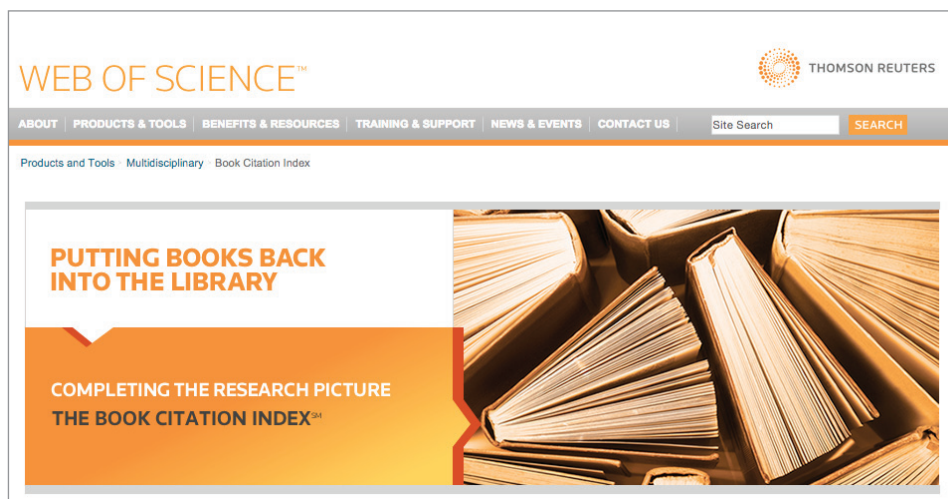 WEB OF SCIENCE™
THOMSON REUTERS
ABOUT PRODUCTS & TOOLS BENEFITS & RESOURCES TRAINING & SUPPORT NEWS & EVENTS CONTACT US Site Search SEARCH
Products and Tools · Multidisciplinary · Book Citation Index
PUTTING BOOKS BACK
INTO THE LIBRARY
COMPLETING THE RESEARCH PICTURE
THE BOOK CITATION INDEX℠